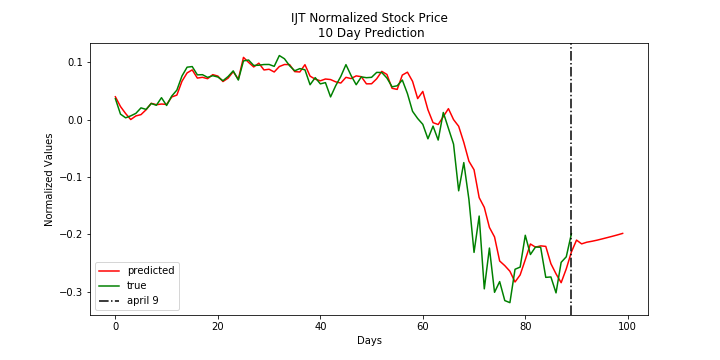 IJT Normalized Stock Price
10 Day Prediction
Normalized Values
0.1
0.0
−0.1
−0.2
−0.3
predicted
true
april 9
0
20
40
60
80
100
Days